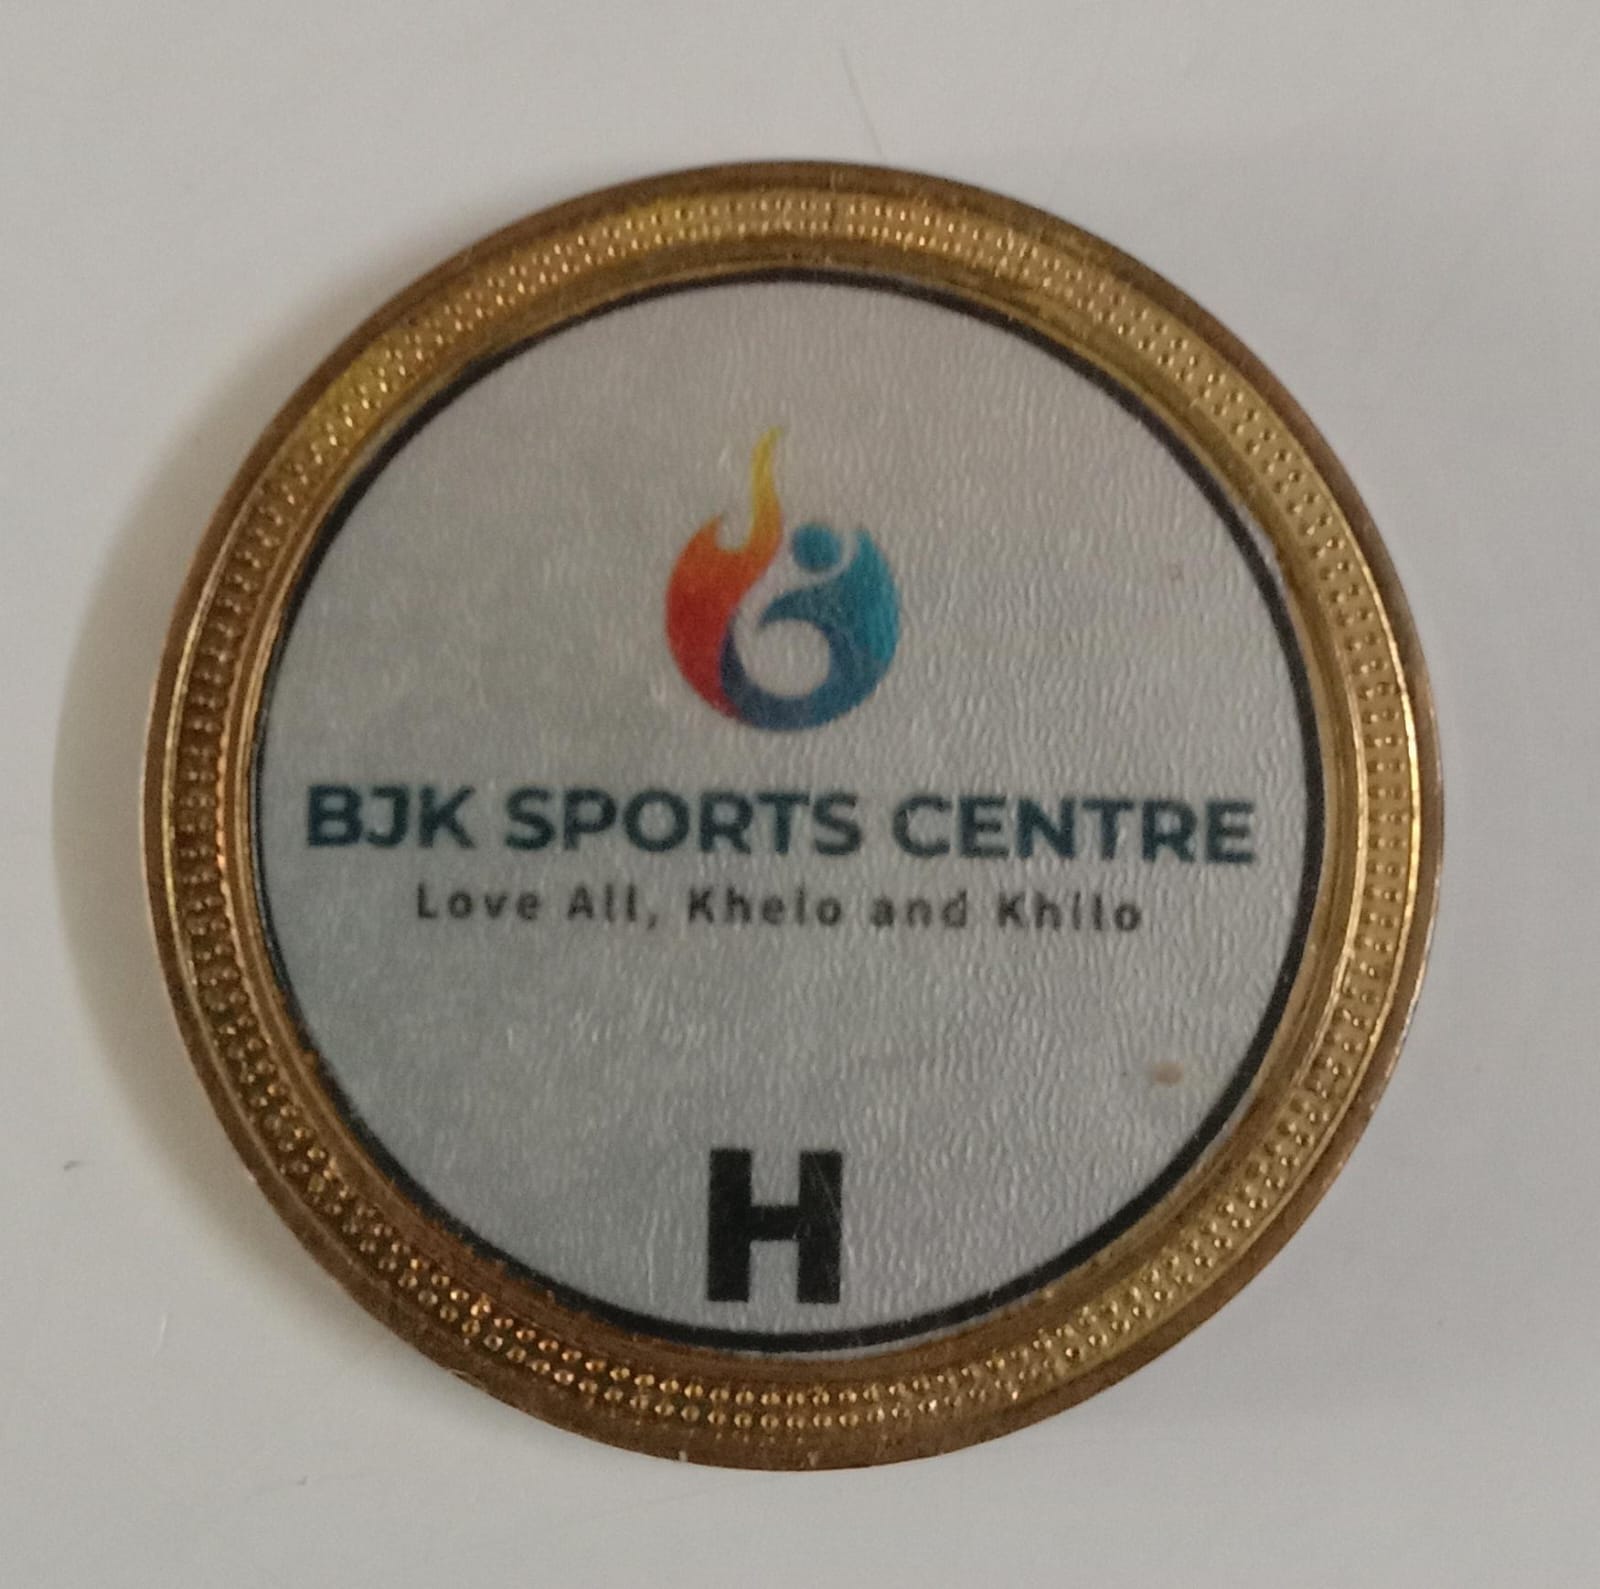 BJK SPORTS CENTRE
Love All, Khelo and Khilo
H